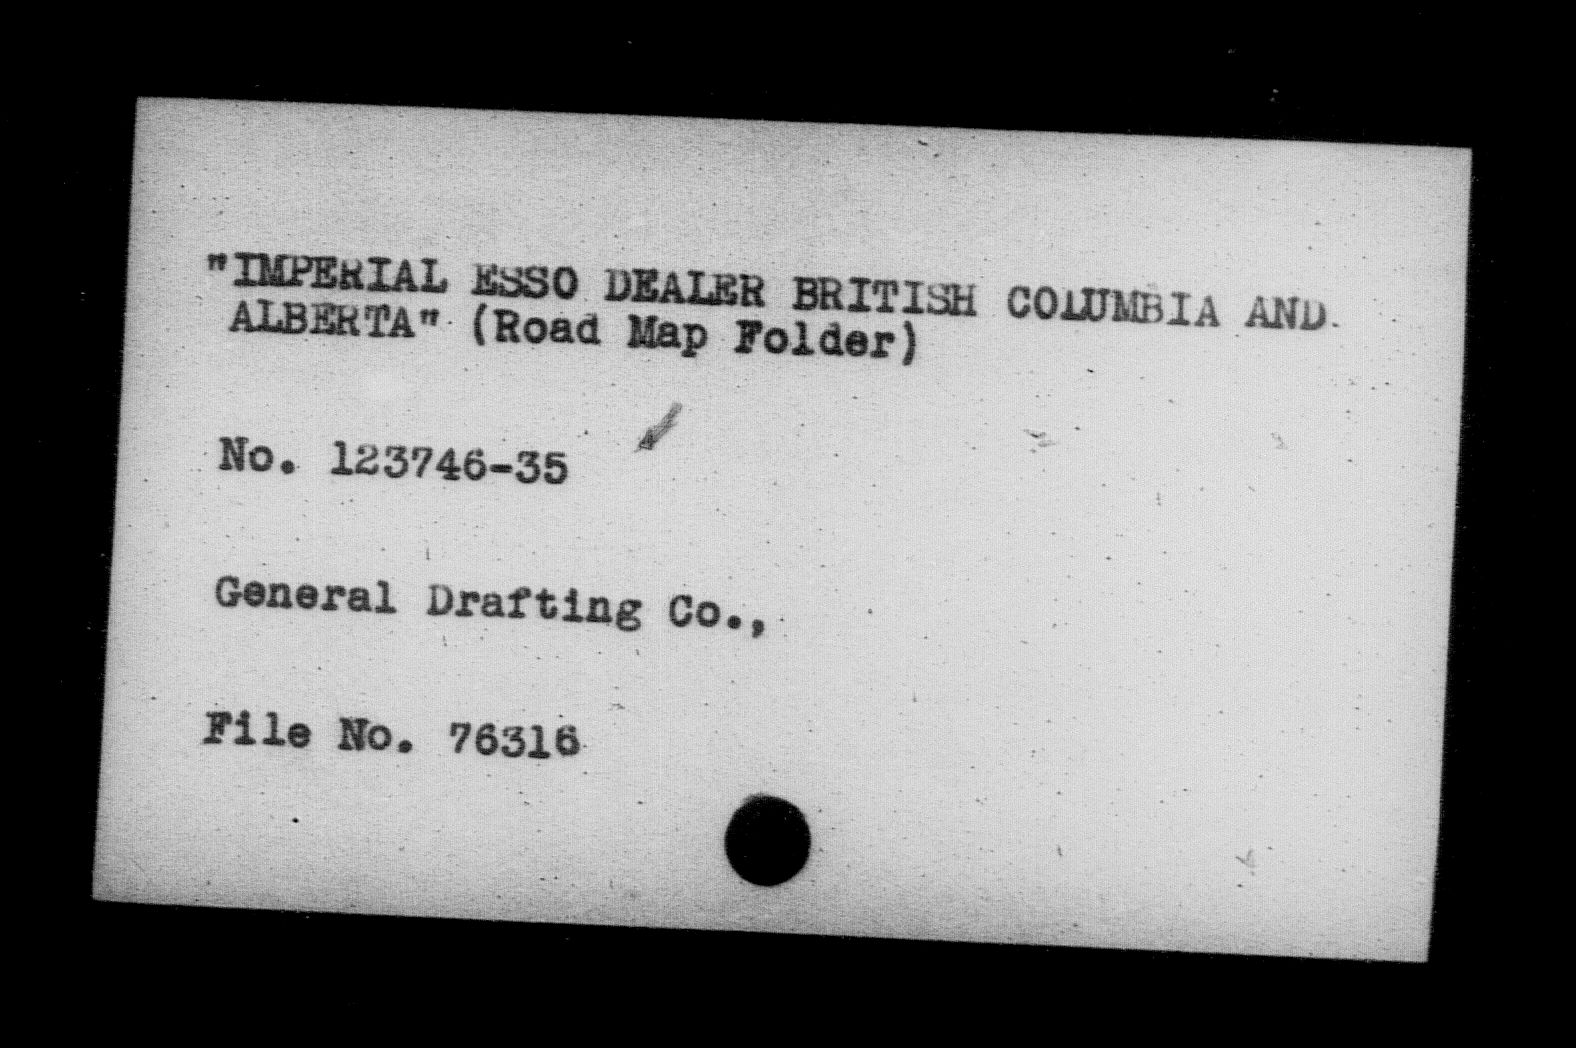 "IMPERIAL ESSO DEALER BRITISH COLUMBIA AND
ALBERTA" (Road Map Folder)
No. 123746-35
General Drafting Co.,
File No. 76316